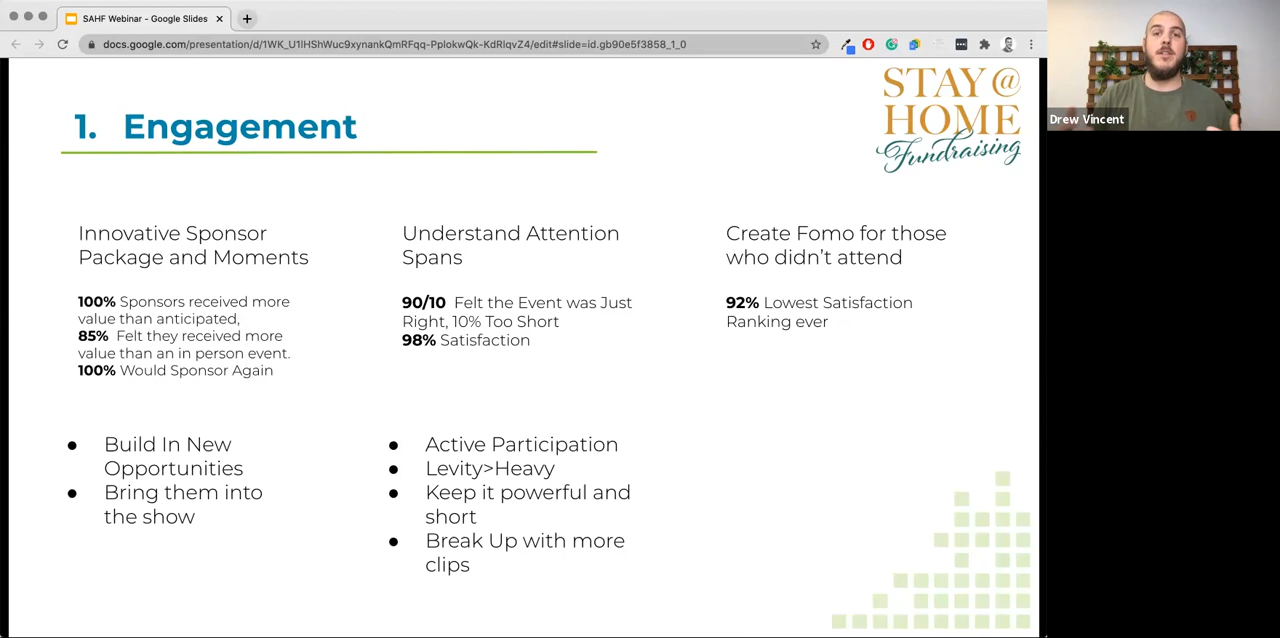 SAHF Webinar - Google Slides
docs.google.com/presentation/d/1WK_U1lHShWuc9xynankQmRFqq-PplokwQk-KdRlqvZ4/edit#slide=id.gb90e5f3858_1_0
STAY @
HOME
Fundraising
Drew Vincent
1. Engagement
Innovative Sponsor
Package and Moments
100% Sponsors received more
value than anticipated,
85% Felt they received more
value than an in person event.
100% Would Sponsor Again
● Build In New
Opportunities
● Bring them into
the show
Understand Attention
Spans
90/10 Felt the Event was Just
Right, 10% Too Short
98% Satisfaction
● Active Participation
● Levity>Heavy
● Keep it powerful and
short
● Break Up with more
clips
Create Fomo for those
who didn't attend
92% Lowest Satisfaction
Ranking ever